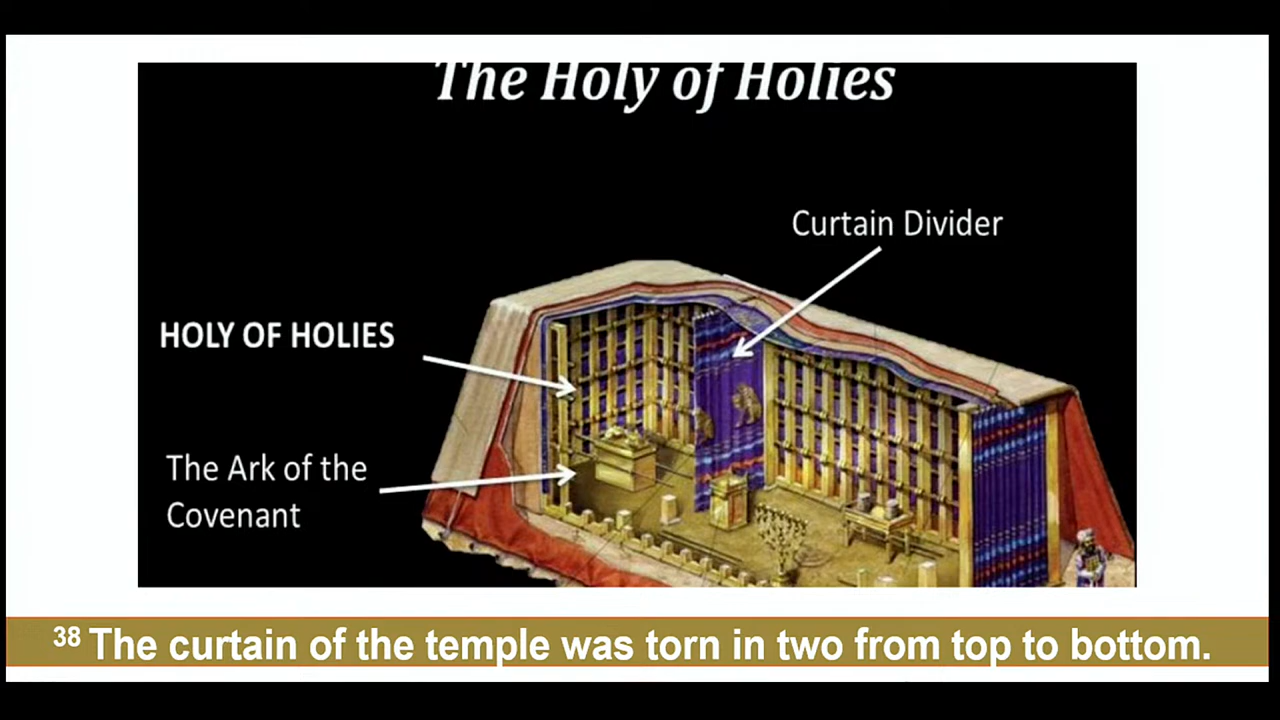 The Holy of Holies
Curtain Divider
HOLY OF HOLIES
The Ark of the
Covenant
38 The curtain of the temple was torn in two from top to bottom.